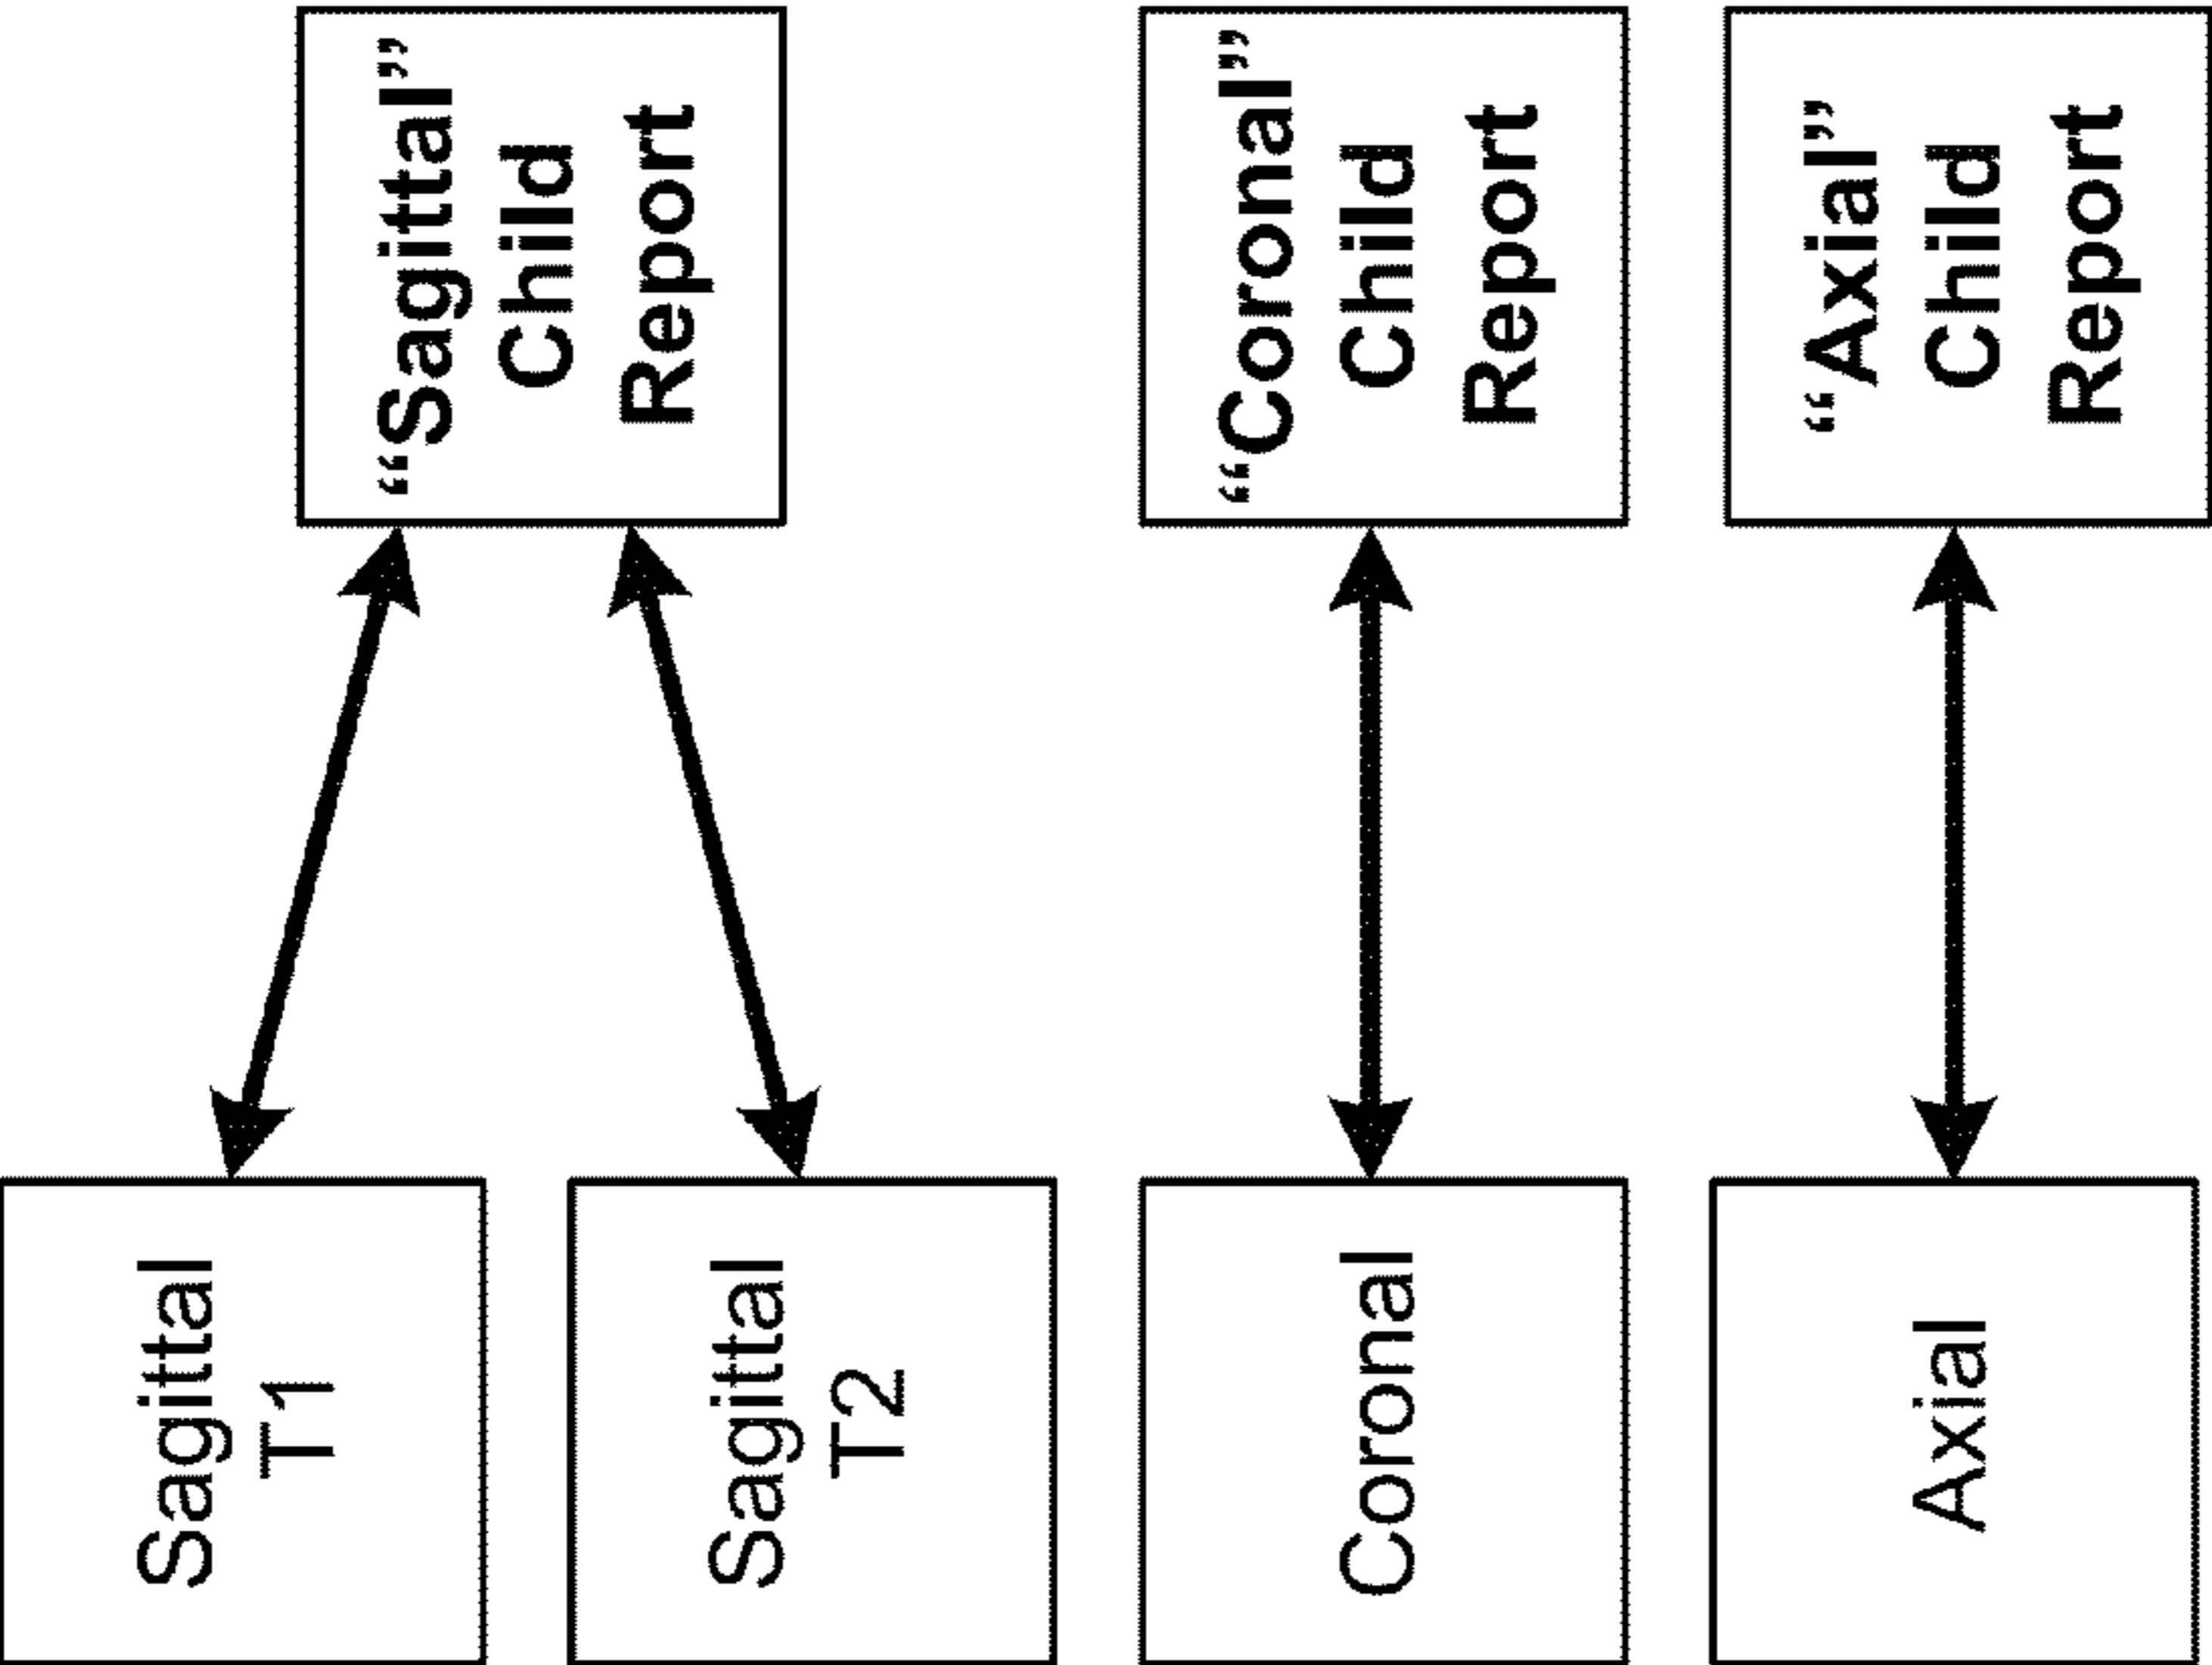 Sagittal
T1
Sagittal
T2
Coronal
Axial
“Sagittal”
Child
Report
“Coronal”
Child
Report
“Axial”
Child
Report